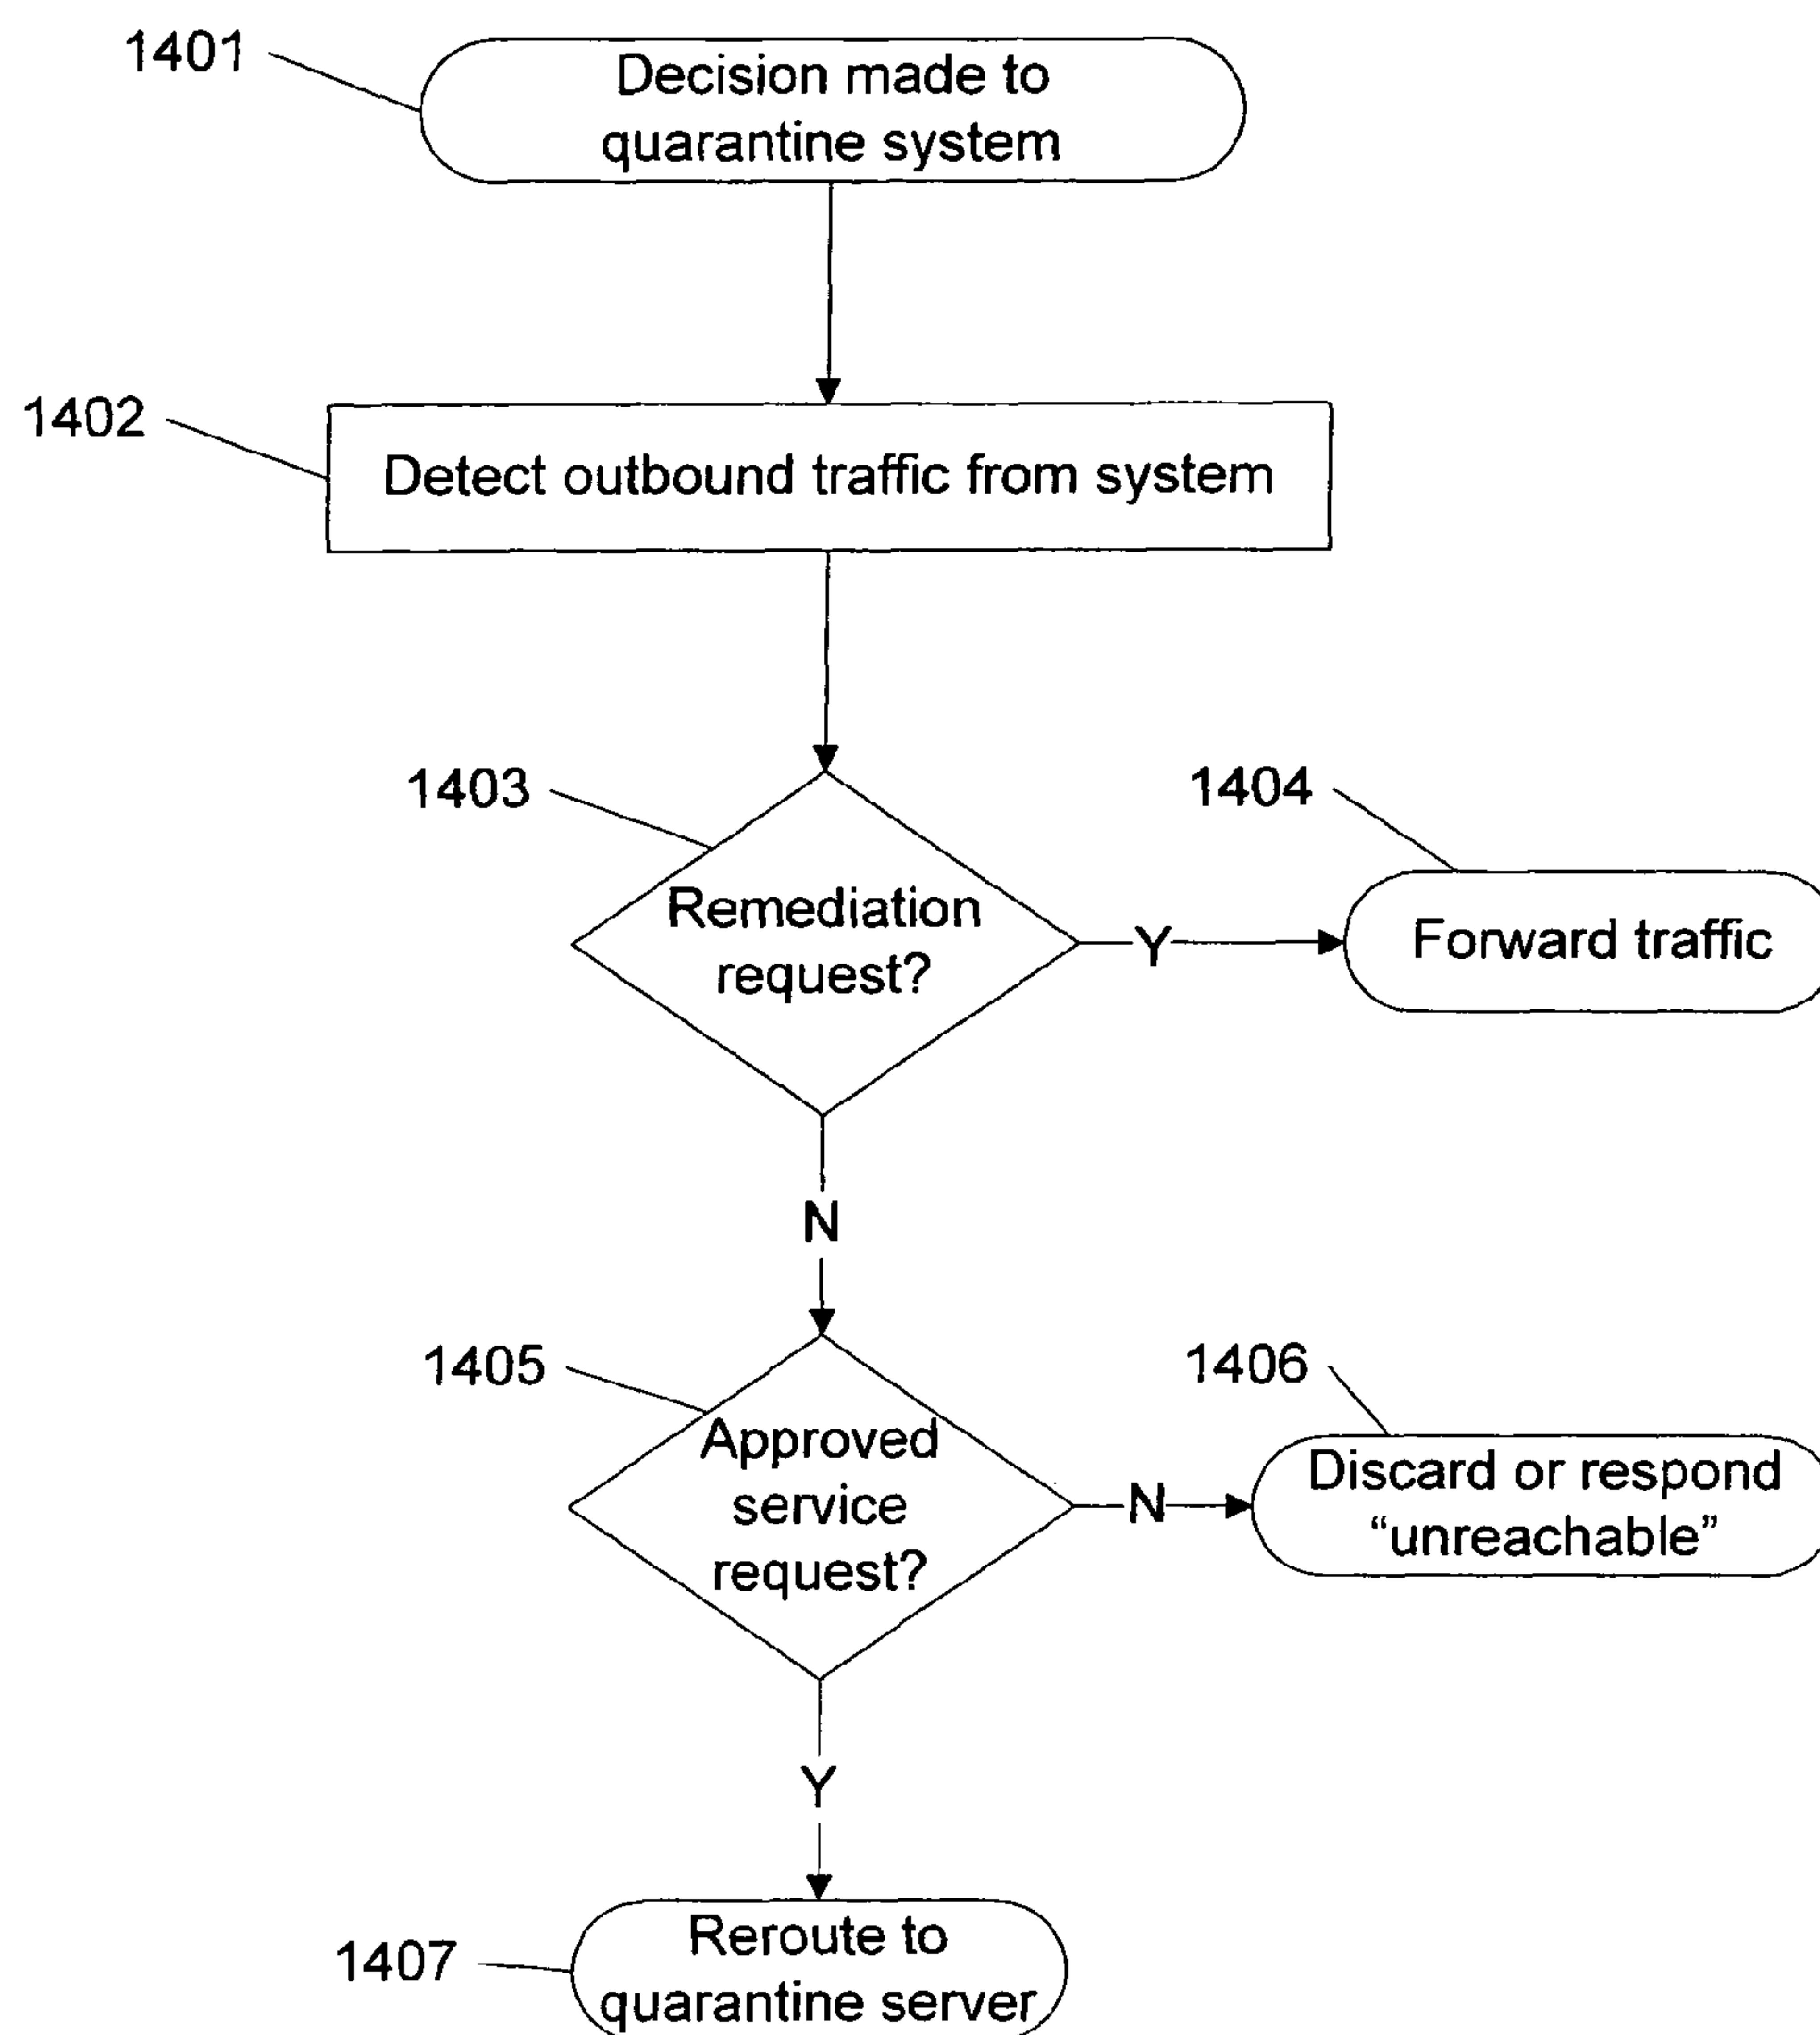 1401
Decision made to
quarantine system
1402
Detect outbound traffic from system
1403
Remediation
request?
Y
1404
Forward traffic
N
1405
Approved
service
request?
N
1406
Discard or respond
“unreachable”
Y
1407
Reroute to
quarantine server